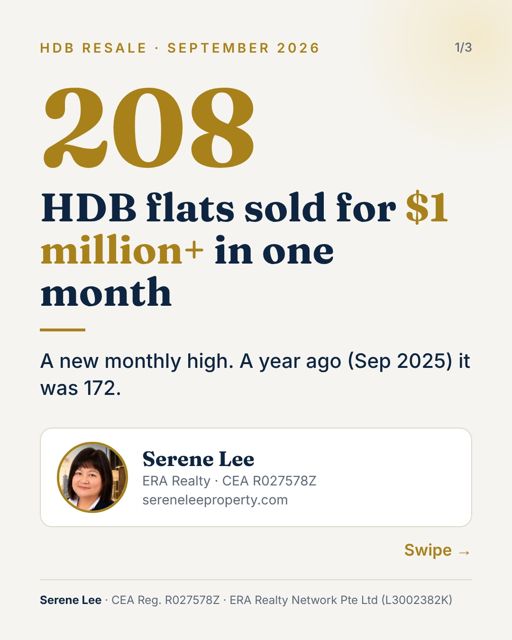 HDB RESALE · SEPTEMBER 2026
1/3
208
HDB flats sold for $1
million+ in one
month
A new monthly high. A year ago (Sep 2025) it
was 172.
Serene Lee
ERA Realty · CEA R027578Z
sereneleeproperty.com
Swipe →
Serene Lee · CEA Reg. R027578Z · ERA Realty Network Pte Ltd (L3002382K)